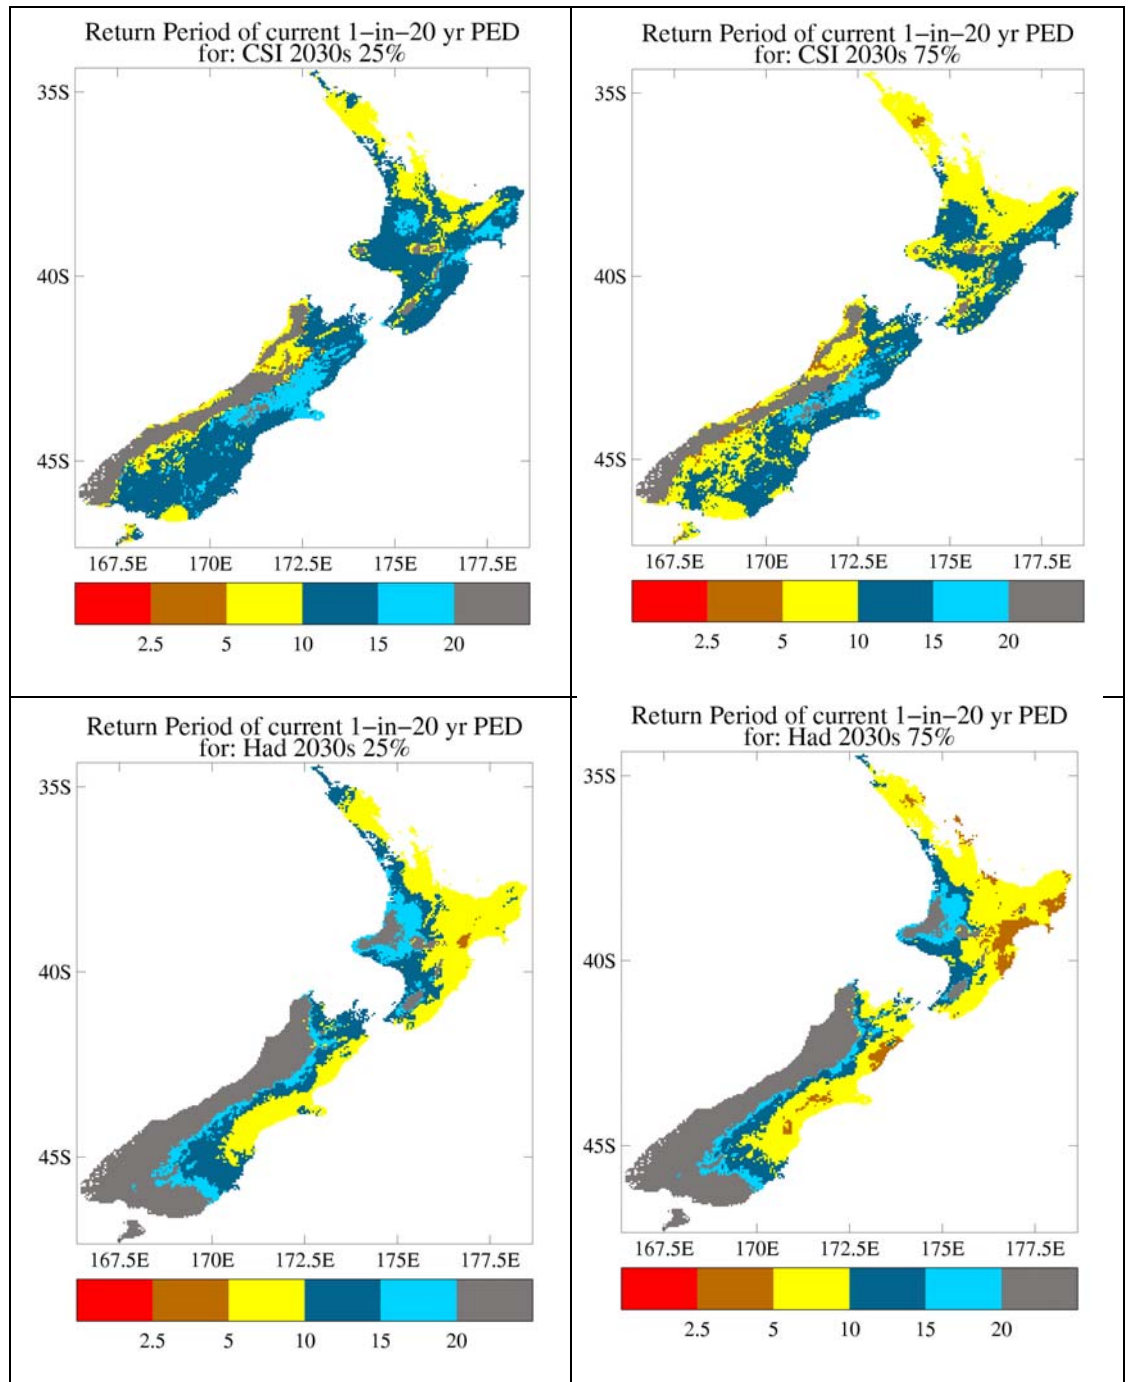 Return Period of current 1−in−20 yr PED
for: CSI 2030s 25%
35S
40S
45S
167.5E 170E 172.5E 175E 177.5E
2.5 5 10 15 20
Return Period of current 1−in−20 yr PED
for: CSI 2030s 75%
35S
40S
45S
167.5E 170E 172.5E 175E 177.5E
2.5 5 10 15 20
Return Period of current 1−in−20 yr PED
for: Had 2030s 25%
35S
40S
45S
167.5E 170E 172.5E 175E 177.5E
2.5 5 10 15 20
Return Period of current 1−in−20 yr PED
for: Had 2030s 75%
35S
40S
45S
167.5E 170E 172.5E 175E 177.5E
2.5 5 10 15 20